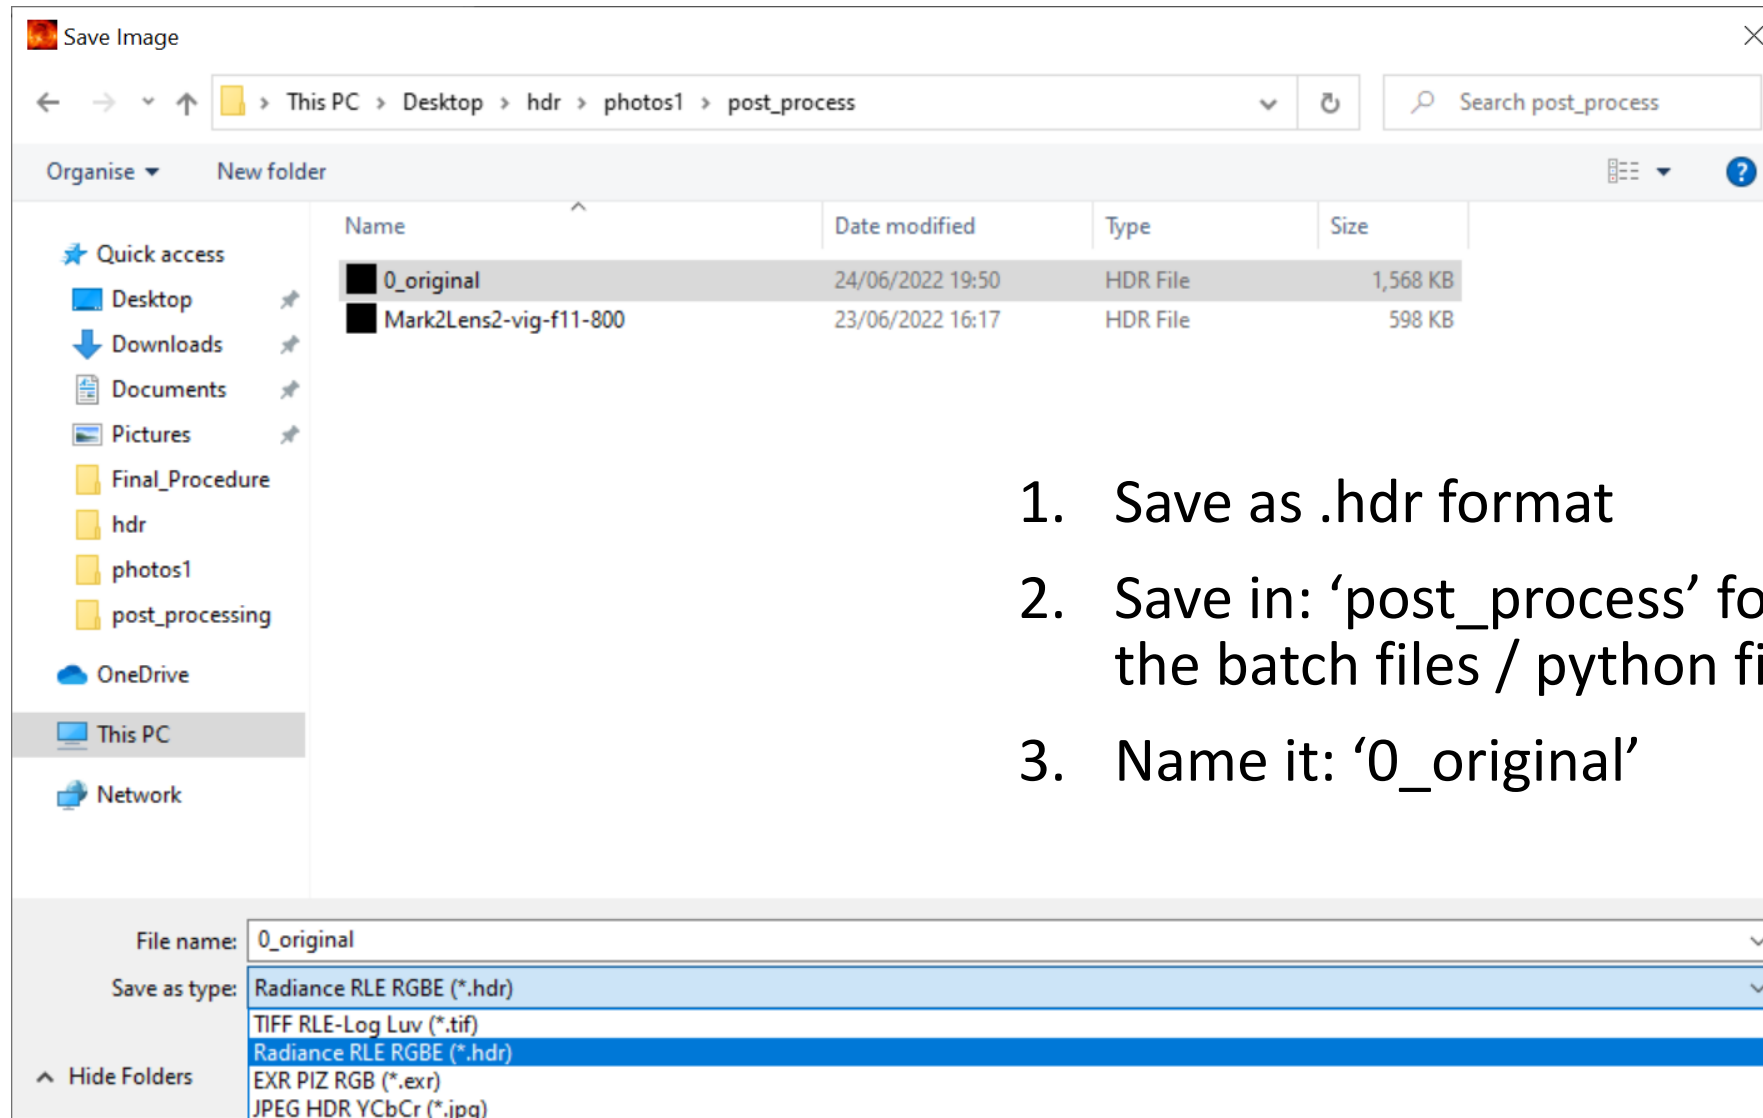 Save Image
This PC > Desktop > hdr > photos1 > post_process
Search post_process
Organise
New folder
Name
Date modified
Type
Size
Quick access
Desktop
Downloads
Documents
Pictures
Final_Procedure
hdr
photos1
post_processing
OneDrive
This PC
Network
0_original 24/06/2022 19:50 HDR File 1,568 KB
Mark2Lens2-vig-f11-800 23/06/2022 16:17 HDR File 598 KB
1. Save as .hdr format
2. Save in: ‘post_process’ fo
the batch files / python fi
3. Name it: ‘0_original’
File name: 0_original
Save as type: Radiance RLE RGBE (*.hdr)
TIFF RLE-Log Luv (*.tif)
Radiance RLE RGBE (*.hdr)
EXR PIZ RGB (*.exr)
JPEG HDR YCbCr (*.jpg)
Hide Folders